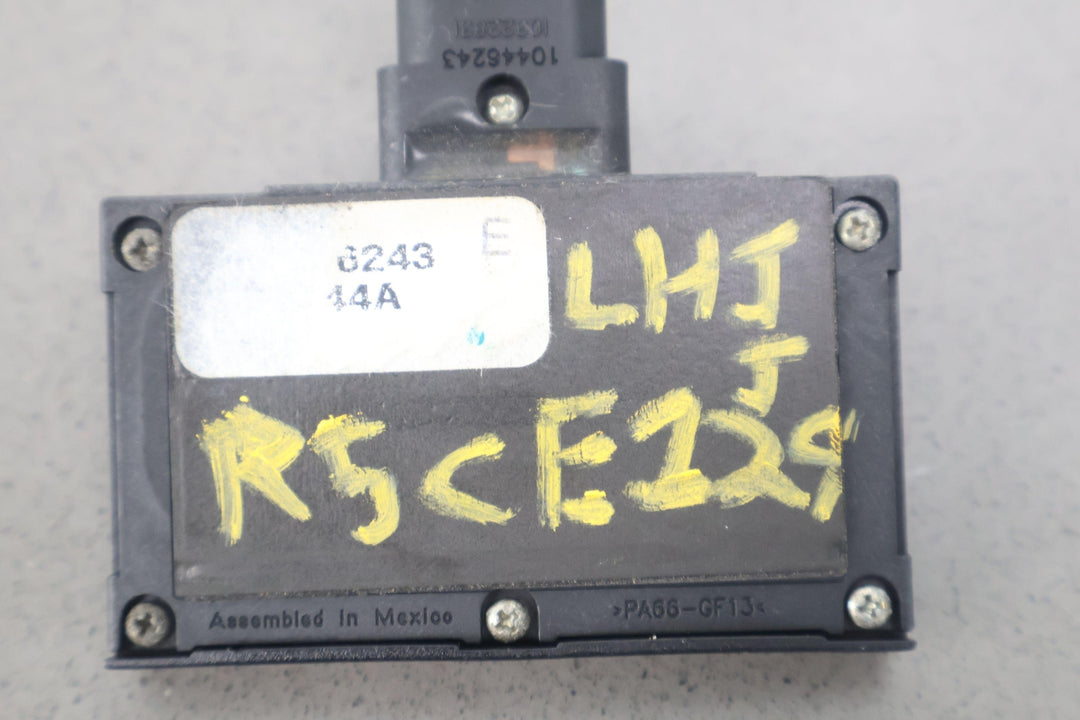 10446243
E
6243
14A
LHJ
J
R5CE229
Assembled in Mexico
>PA66-GF13<